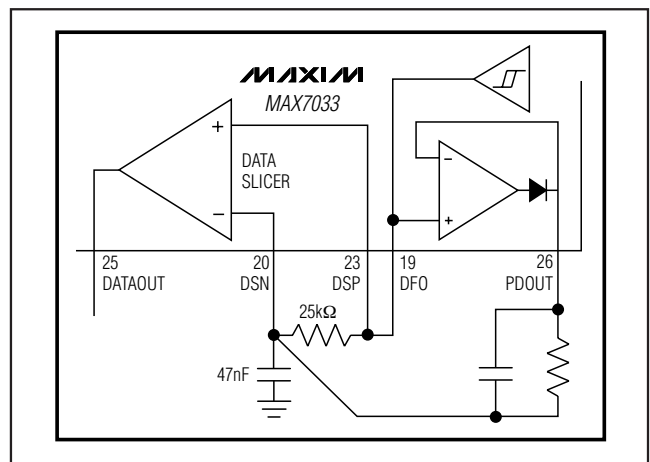 MAXIM
MAX7033
+
DATA
SLICER
−
−
+
25
DATAOUT
20
DSN
23
DSP
19
DFO
26
PDOUT
25kΩ
47nF